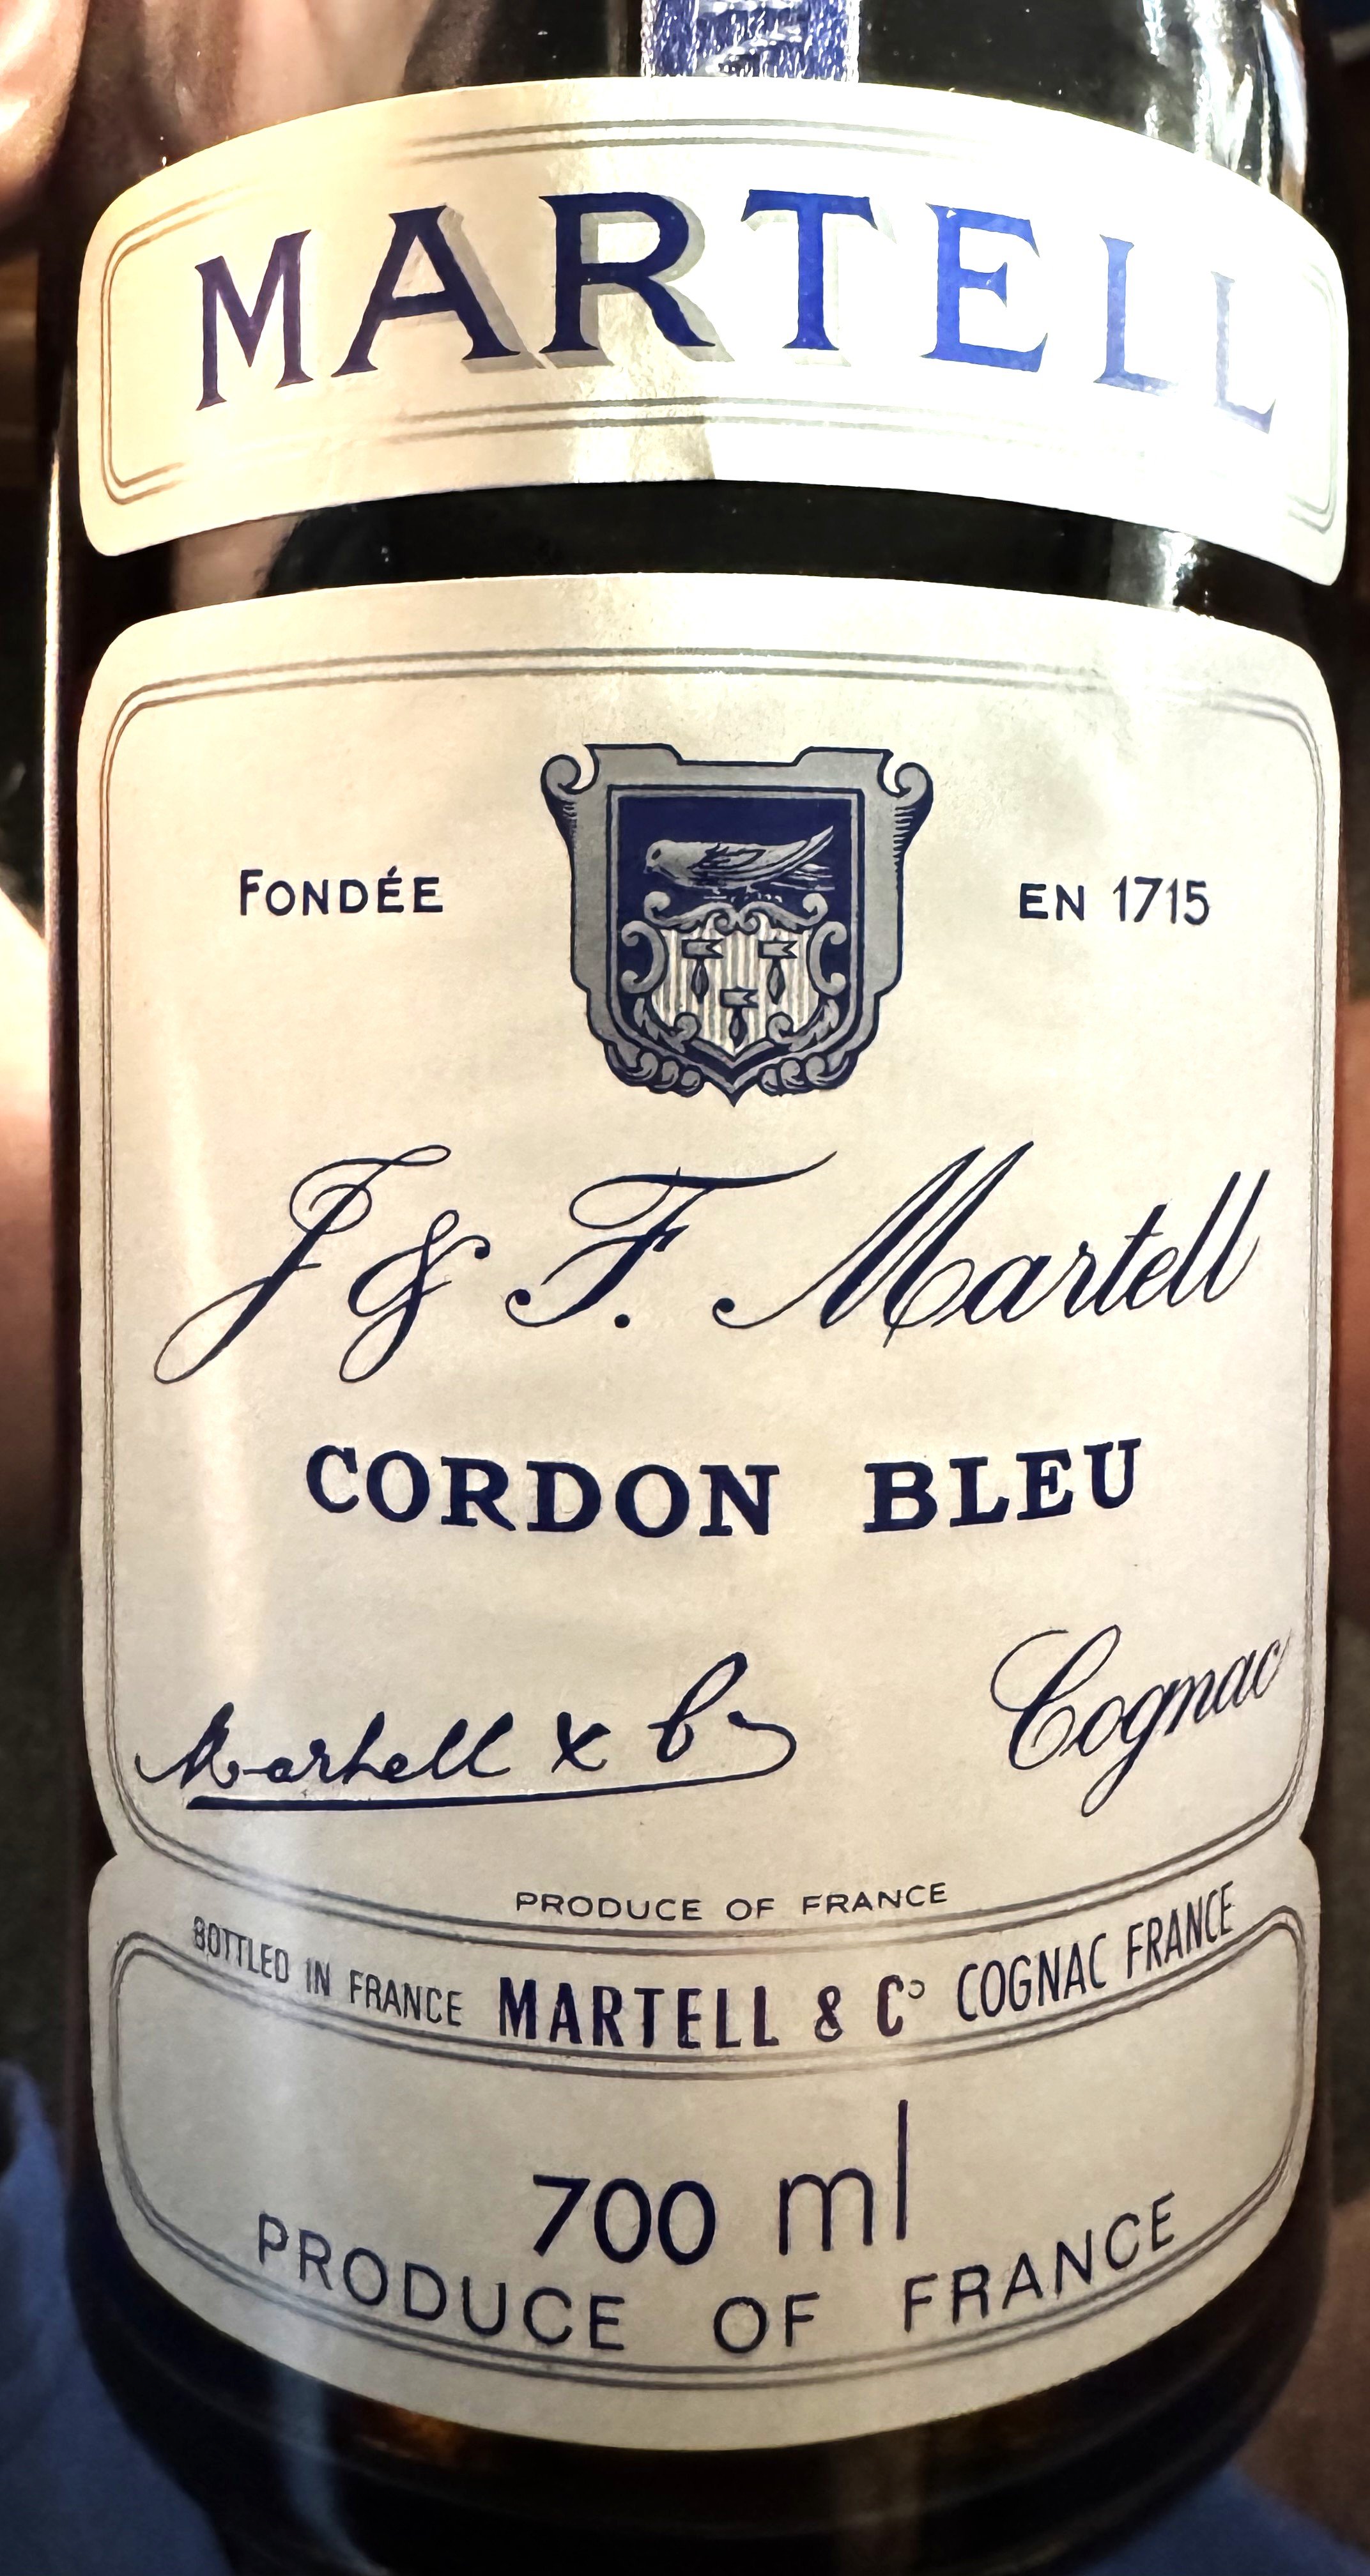 MARTELL
FONDÉE EN 1715
J & F. Martell
CORDON BLEU
Martell & Co Cognac
PRODUCE OF FRANCE
BOTTLED IN FRANCE MARTELL & Cº COGNAC FRANCE
700 ml
PRODUCE OF FRANCE